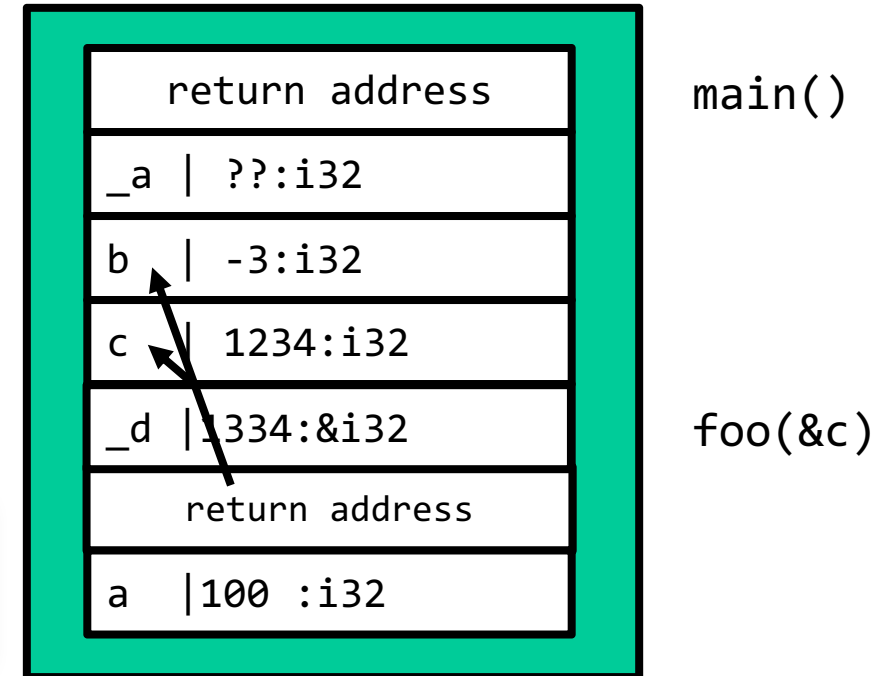 return address
main()
_a | ??:i32
b | -3:i32
c | 1234:i32
_d |1334:&i32
foo(&c)
return address
a |100 :i32